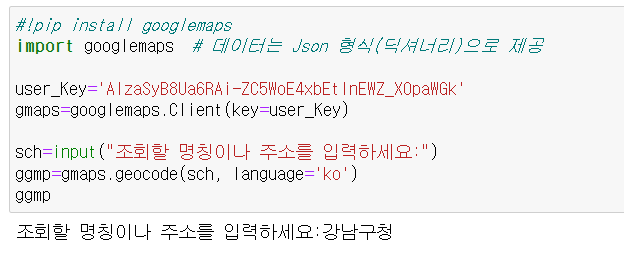 #!pip install googlemaps
import googlemaps # 데이터는 Json 형식(딕셔너리)으로 제공
user_Key='AIzaSyB8Ua6RAi-ZC5WoE4xbEtInEWZ_XOpaWGk'
gmaps=googlemaps.Client(key=user_Key)
sch=input("조회할 명칭이나 주소를 입력하세요:")
ggmp=gmaps.geocode(sch, language='ko')
ggmp
조회할 명칭이나 주소를 입력하세요:강남구청